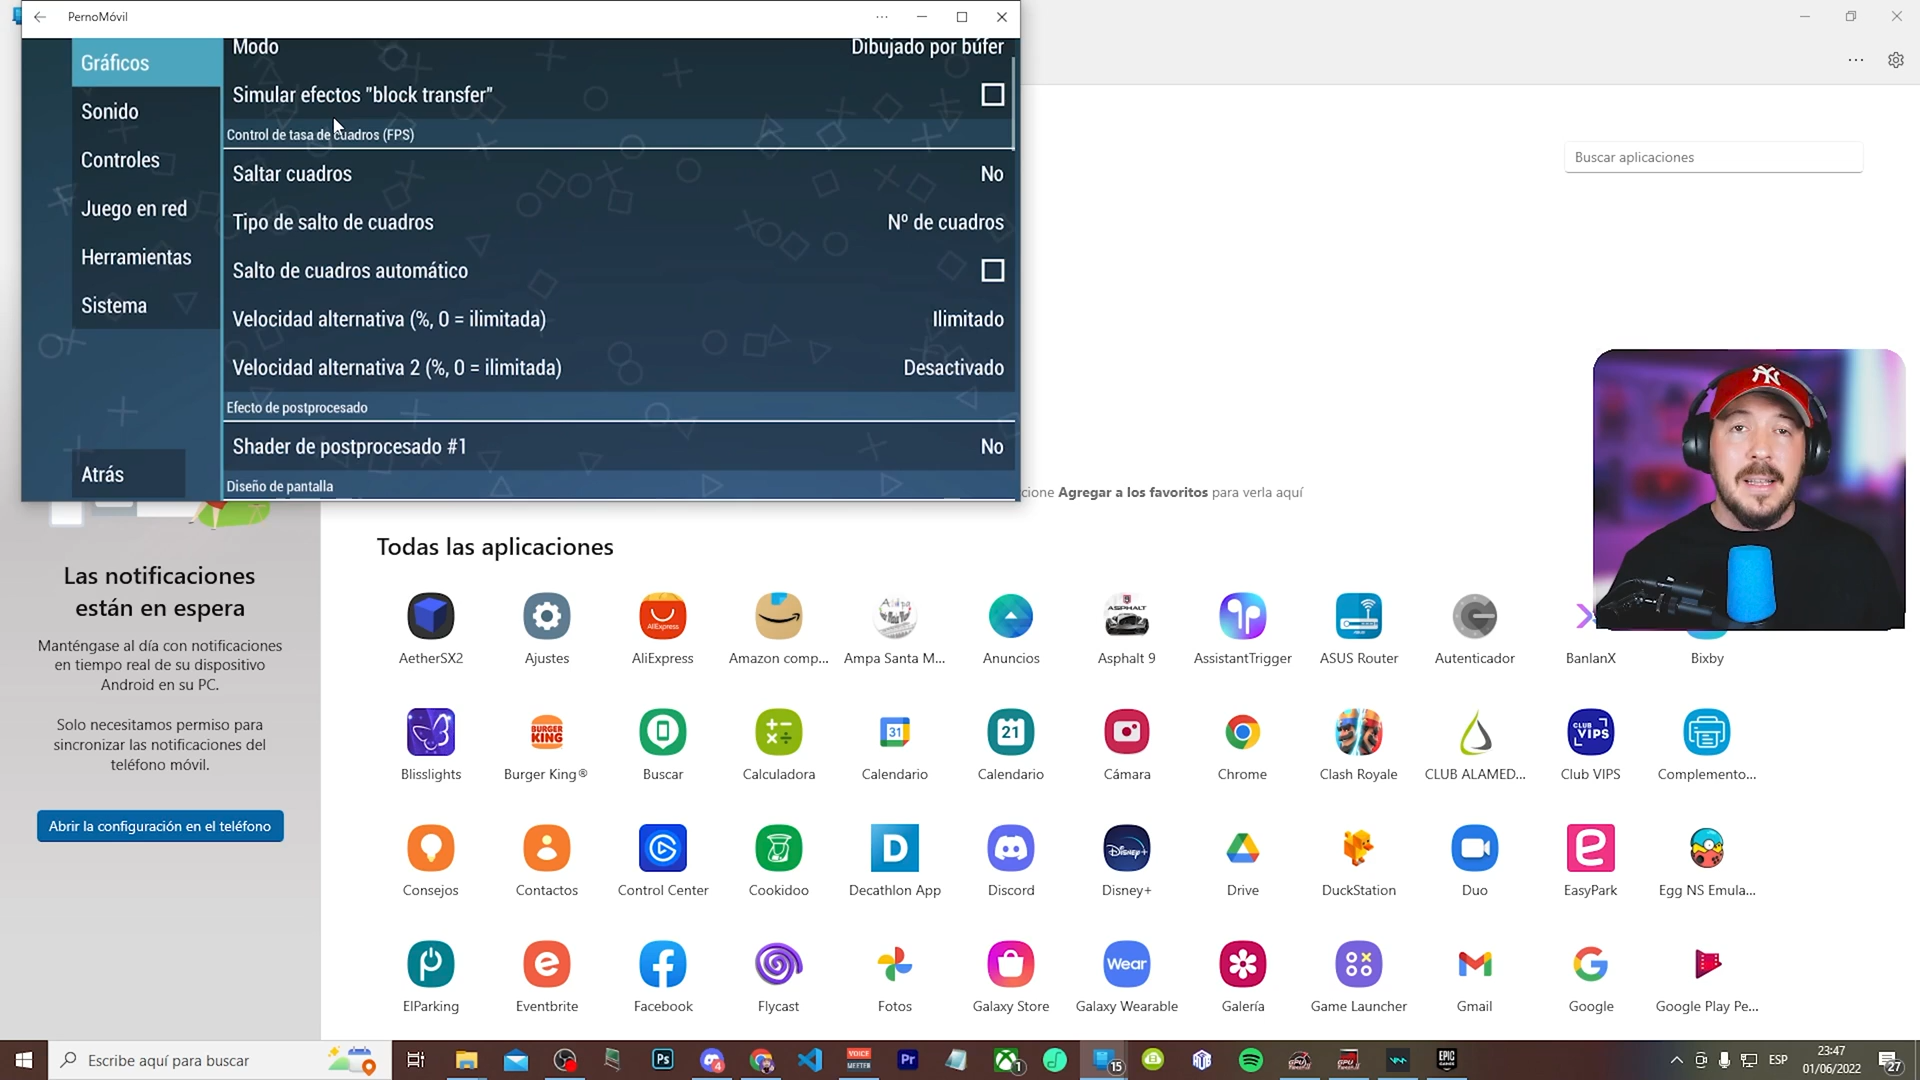 PernoMóvil
Modo
Dibujado por búfer
Gráficos
Simular efectos "block transfer"
Sonido
Control de tasa de cuadros (FPS)
Controles
Saltar cuadros
No
Juego en red
Tipo de salto de cuadros
Nº de cuadros
Herramientas
Salto de cuadros automático
Sistema
Velocidad alternativa (%, 0 = ilimitada)
Ilimitado
Velocidad alternativa 2 (%, 0 = ilimitada)
Desactivado
Efecto de postprocesado
Shader de postprocesado #1
No
Atrás
Diseño de pantalla
Buscar aplicaciones
cione Agregar a los favoritos para verla aquí
Todas las aplicaciones
Las notificaciones
están en espera
Manténgase al día con notificaciones
en tiempo real de su dispositivo
Android en su PC.
Solo necesitamos permiso para
sincronizar las notificaciones del
teléfono móvil.
Abrir la configuración en el teléfono
AetherSX2
Ajustes
AliExpress
Amazon comp...
Ampa Santa M...
Anuncios
Asphalt 9
AssistantTrigger
ASUS Router
Autenticador
BanlanX
Bixby
Blisslights
Burger King®
Buscar
Calculadora
Calendario
Calendario
Cámara
Chrome
Clash Royale
CLUB ALAMED...
Club VIPS
Complemento...
Consejos
Contactos
Control Center
Cookidoo
Decathlon App
Discord
Disney+
Drive
DuckStation
Duo
EasyPark
Egg NS Emula...
ElParking
Eventbrite
Facebook
Flycast
Fotos
Galaxy Store
Galaxy Wearable
Galería
Game Launcher
Gmail
Google
Google Play Pe...
Escribe aquí para buscar
ESP
23:47
01/06/2022
27